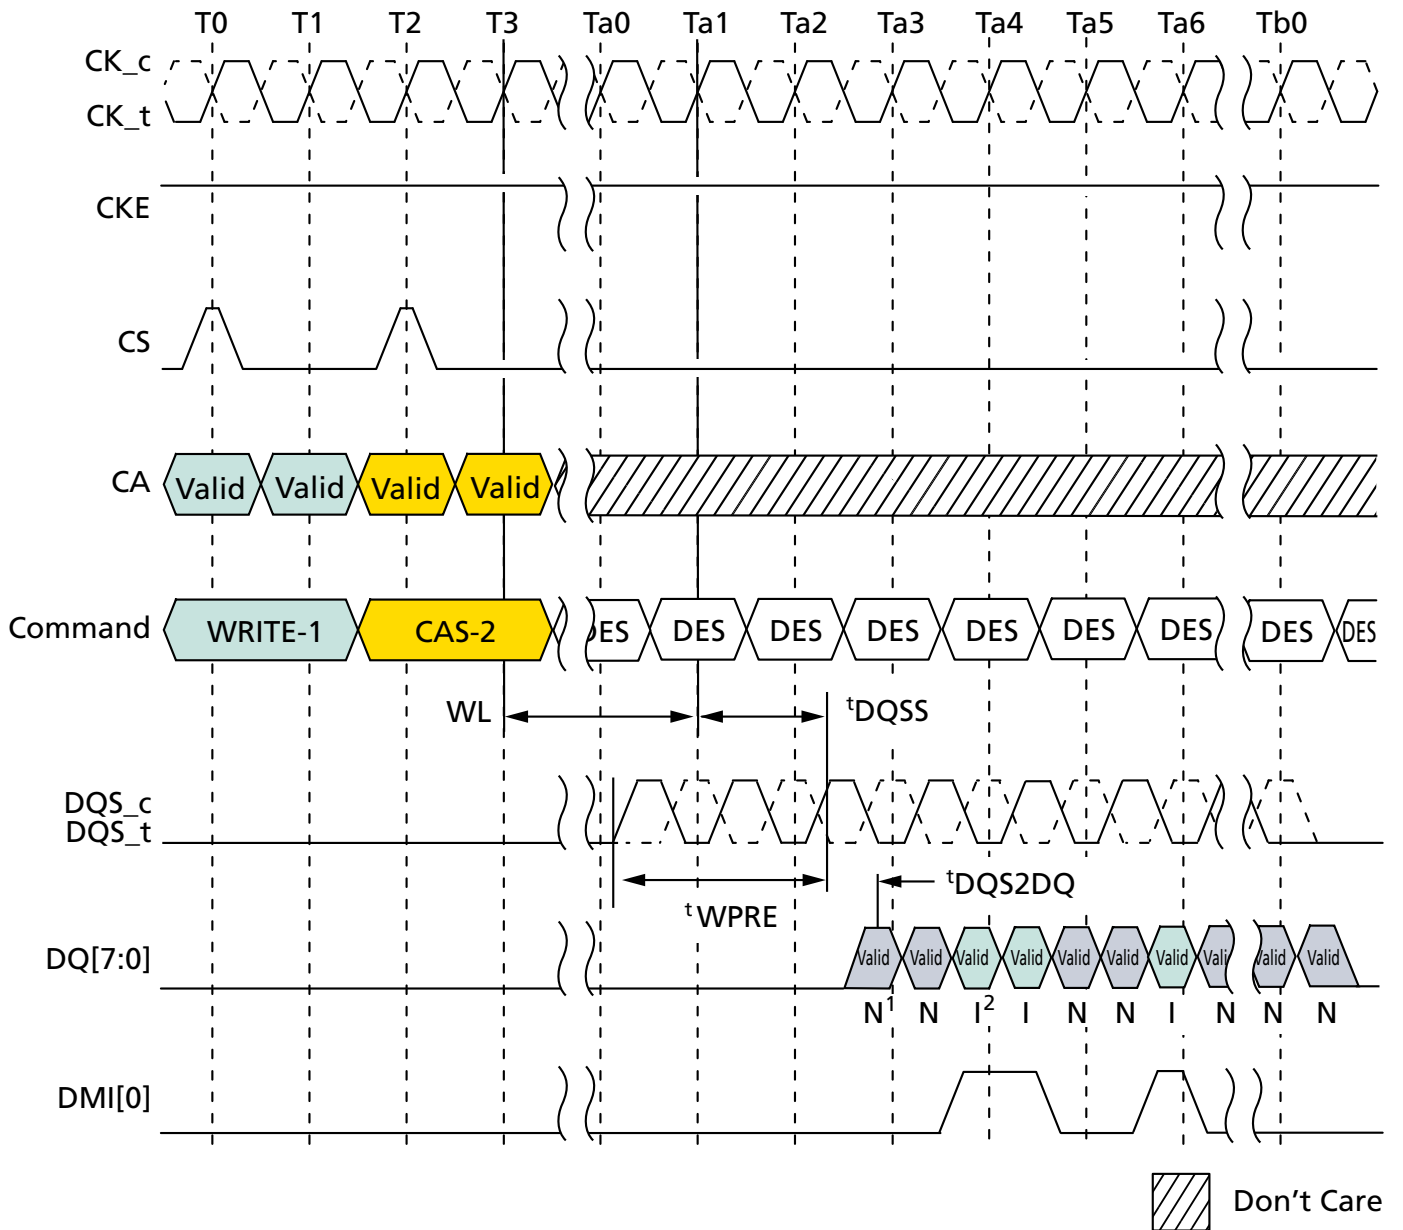 T0 T1 T2 T3 Ta0 Ta1 Ta2 Ta3 Ta4 Ta5 Ta6 Tb0
CK_c
CK_t
CKE
CS
CA Valid Valid Valid Valid
Command WRITE-1 CAS-2 DES DES DES DES DES DES DES DES DES
WL tDQSS
DQS_c
DQS_t
tDQS2DQ
tWPRE
DQ[7:0] Valid Valid Valid Valid Valid Valid Valid Valid Valid Valid
N1 N I2 I N N I N N N
DMI[0]
Don't Care